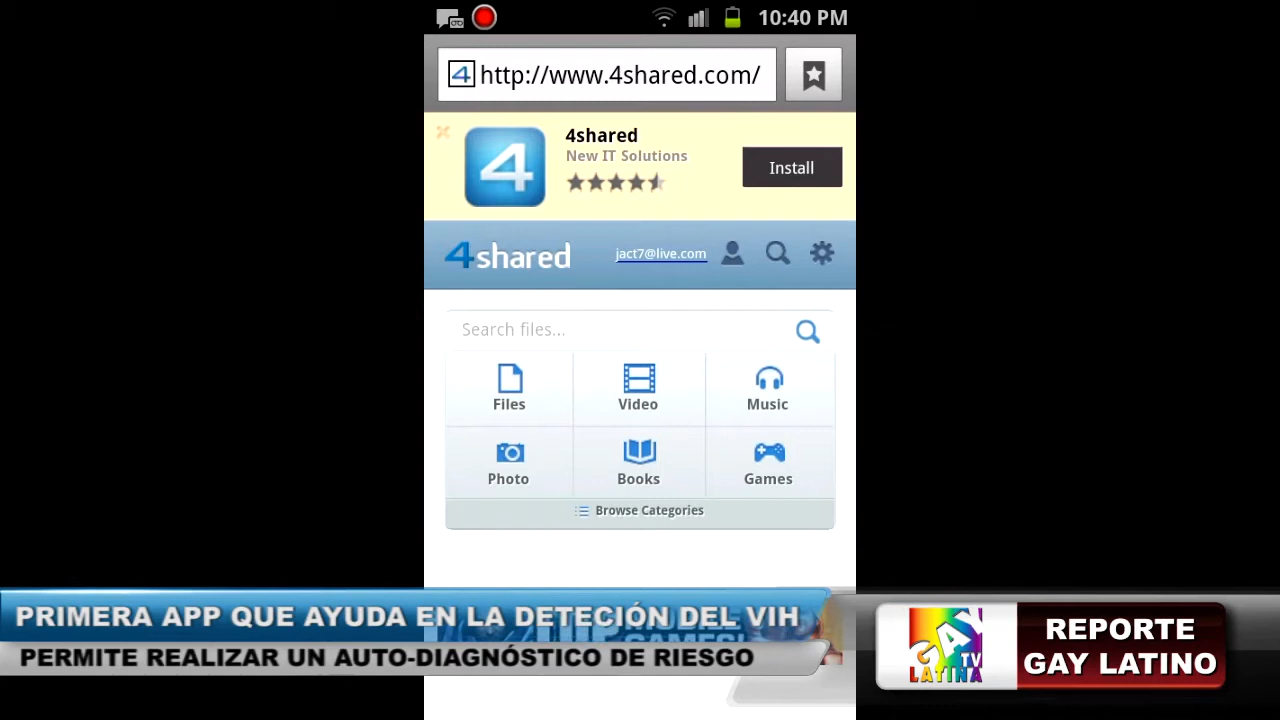 10:40 PM
4 http://www.4shared.com/
4shared
New IT Solutions
4
Install
4shared jact7@live.com
Search files...
Files Video Music
Photo Books Games
Browse Categories
PRIMERA APP QUE AYUDA EN LA DETECIÓN DEL VIH
PERMITE REALIZAR UN AUTO-DIAGNÓSTICO DE RIESGO
GAY TV
LATINA
REPORTE
GAY LATINO